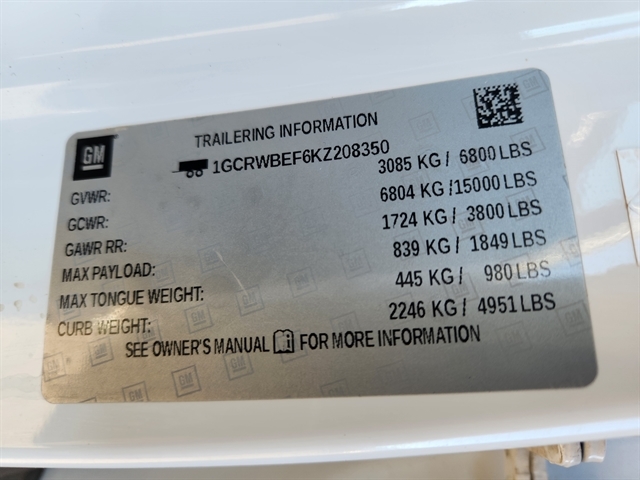 GM
TRAILERING INFORMATION
1GCRWBEF6KZ208350
GVWR: 3085 KG / 6800 LBS
GCWR: 6804 KG /15000 LBS
GAWR RR: 1724 KG / 3800 LBS
MAX PAYLOAD: 839 KG / 1849 LBS
MAX TONGUE WEIGHT: 445 KG / 980 LBS
CURB WEIGHT: 2246 KG / 4951 LBS
SEE OWNER'S MANUAL FOR MORE INFORMATION